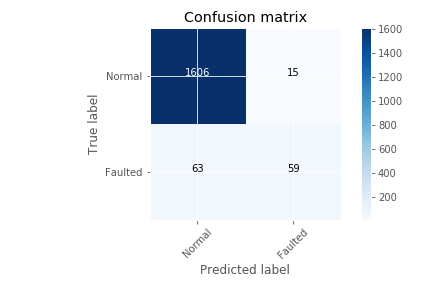 Confusion matrix
1606 15
63 59
Normal
Faulted
True label
Normal
Faulted
Predicted label
1600
1400
1200
1000
800
600
400
200